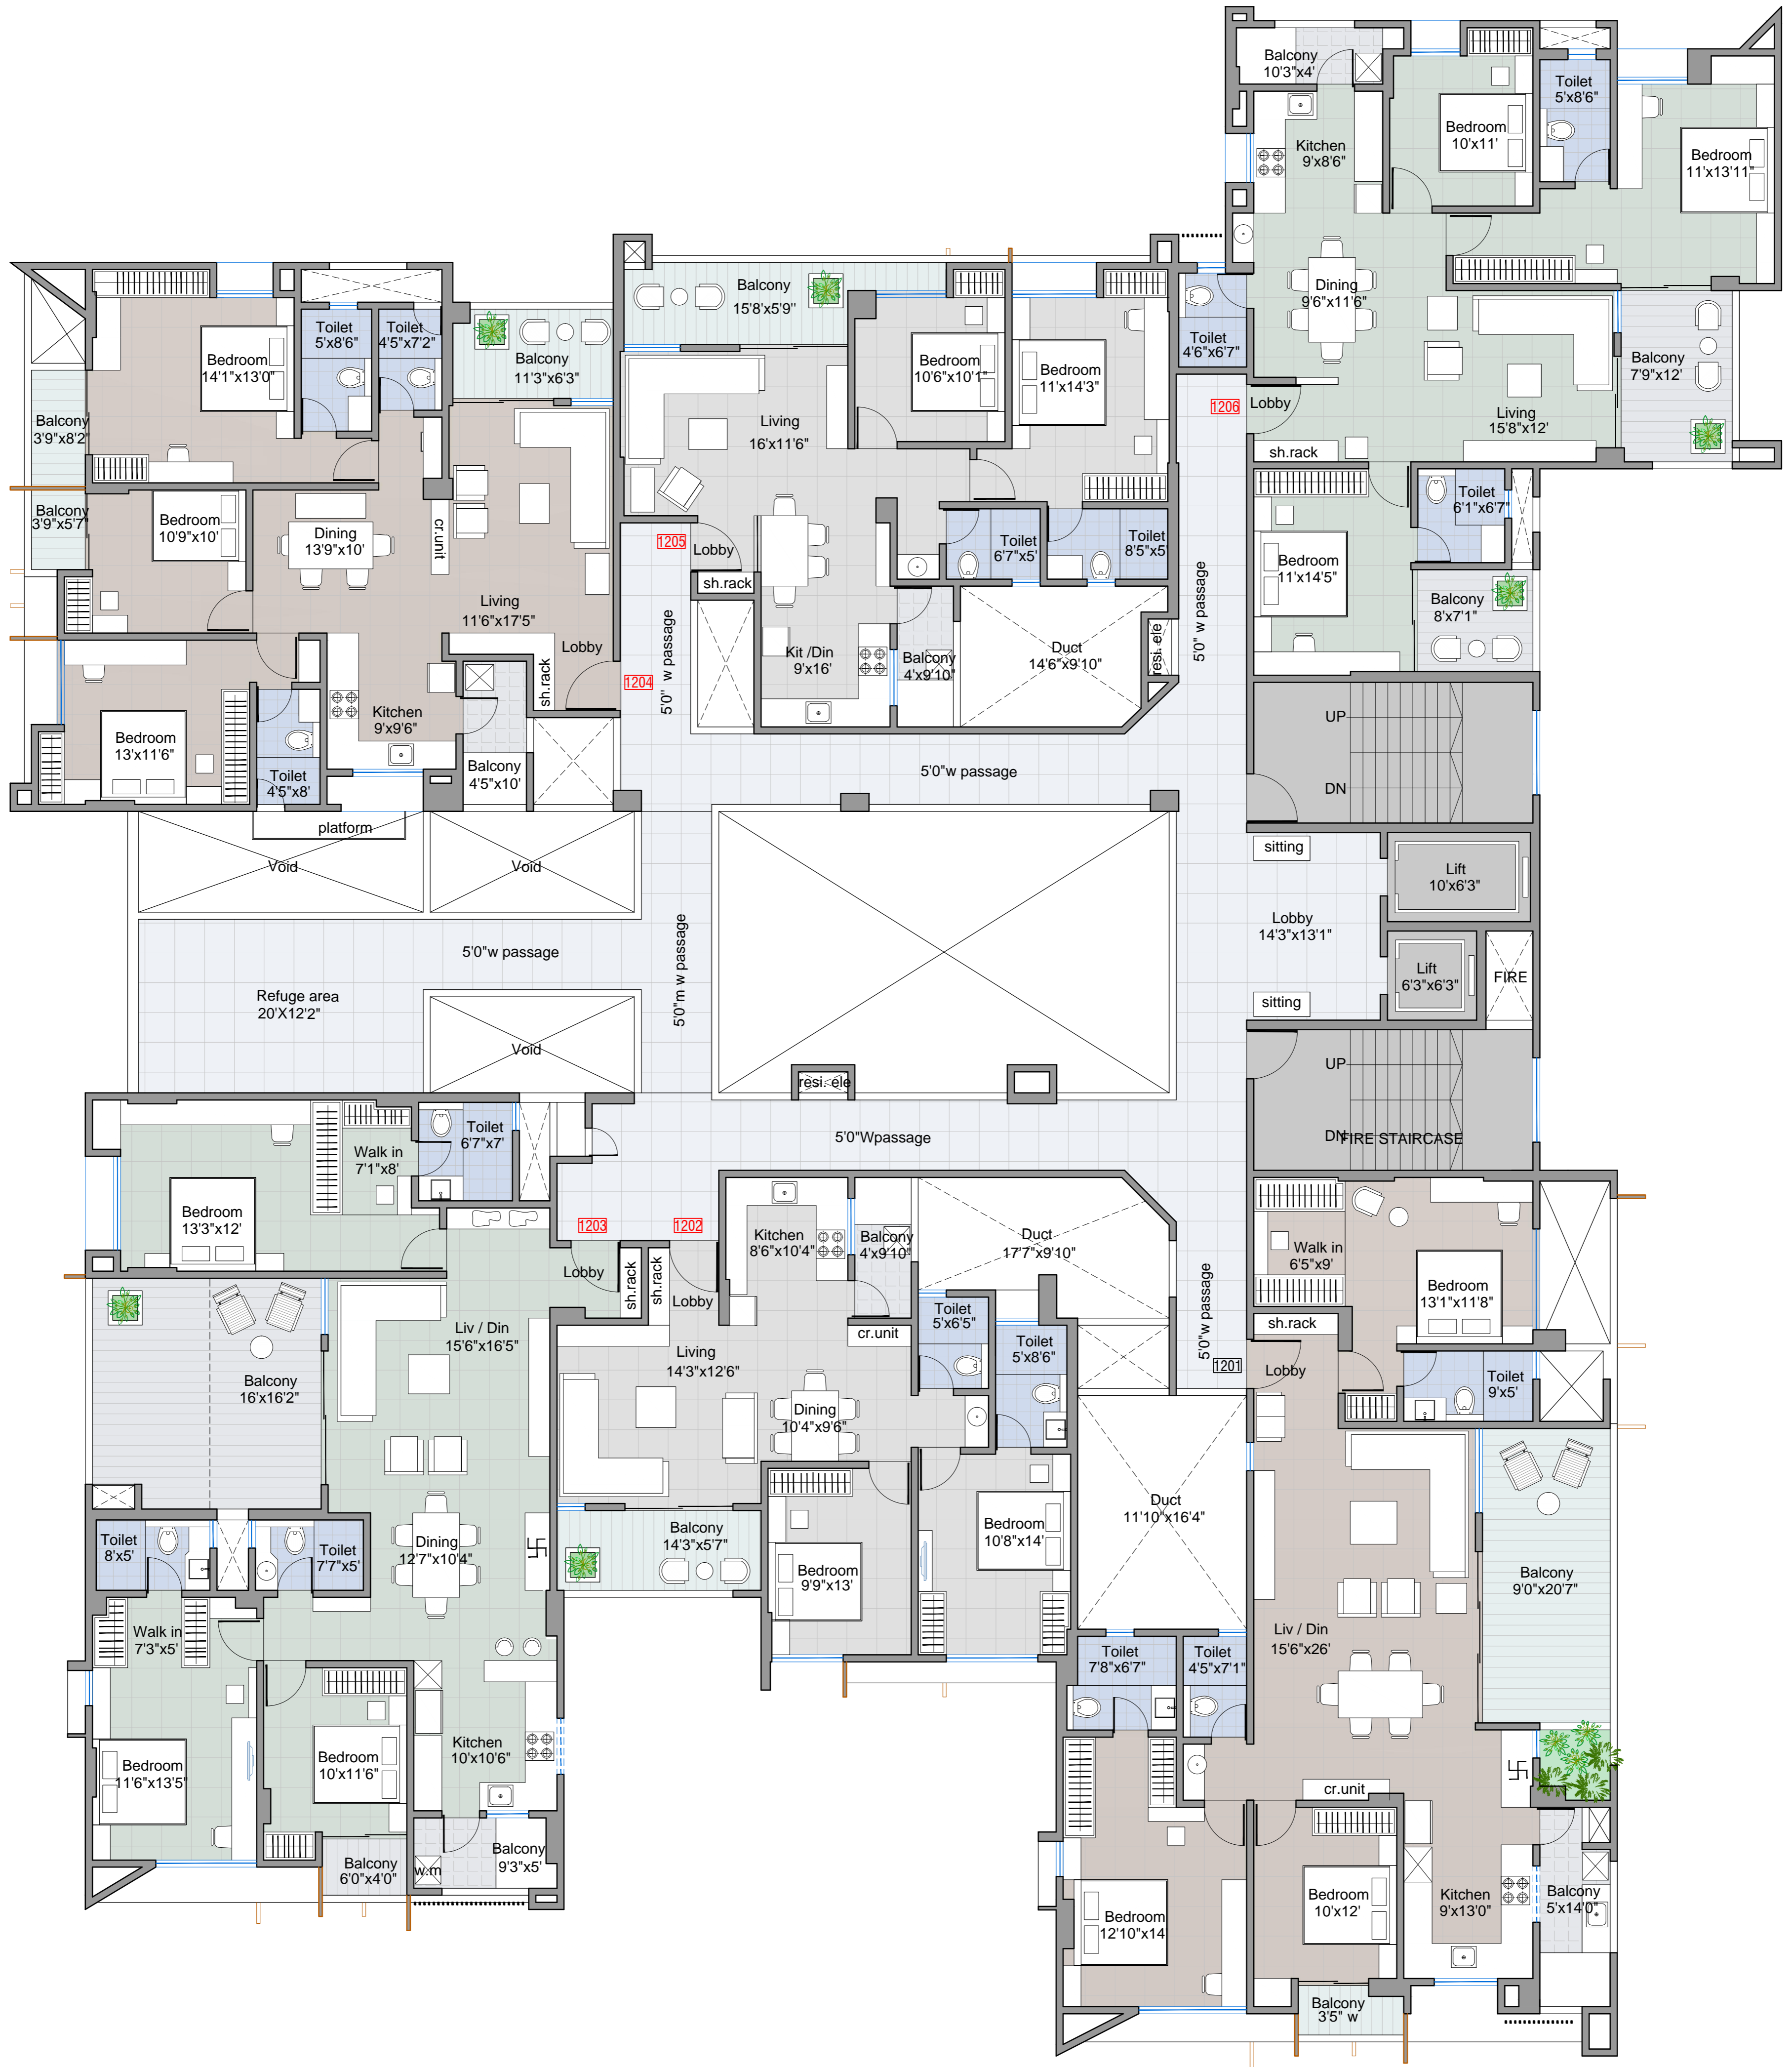 Balcony
10'3"x4'
Kitchen
9'x8'6"
Bedroom
10'x11'
Toilet
5'x8'6"
Bedroom
11'x13'11"
Dining
9'6"x11'6"
Toilet
4'6"x6'7"
Balcony
7'9"x12'
Living
15'8"x12'
1206
Lobby
sh.rack
Toilet
6'1"x6'7"
Bedroom
11'x14'5"
Balcony
8'x7'1"
Bedroom
14'1"x13'0"
Toilet
5'x8'6"
Toilet
4'5"x7'2"
Balcony
11'3"x6'3"
Balcony
3'9"x8'2"
Balcony
3'9"x5'7"
Bedroom
10'9"x10'
Dining
13'9"x10'
cr.unit
Living
11'6"x17'5"
Lobby
sh.rack
1204
Bedroom
13'x11'6"
Toilet
4'5"x8'
Kitchen
9'x9'6"
Balcony
4'5"x10'
platform
Balcony
15'8'x5'9''
Living
16'x11'6"
Bedroom
10'6"x10'1"
Bedroom
11'x14'3"
1205
Lobby
sh.rack
Toilet
6'7"x5'
Toilet
8'5"x5'
Kit /Din
9'x16'
Balcony
4'x9'10"
Duct
14'6"x9'10"
resi. ele
5'0'' w passage
5'0" w passage
5'0"w passage
UP
DN
sitting
Lift
10'x6'3"
Lobby
14'3"x13'1"
Lift
6'3"x6'3"
FIRE
sitting
UP
DN
FIRE STAIRCASE
Void
Void
5'0"w passage
5'0"m w passage
Refuge area
20'X12'2"
Void
resi. ele
5'0"Wpassage
Toilet
6'7"x7'
Walk in
7'1"x8'
Bedroom
13'3"x12'
1203
1202
Lobby
sh.rack
sh.rack
Lobby
Liv / Din
15'6"x16'5"
Balcony
16'x16'2"
Toilet
8'x5'
Toilet
7'7"x5'
Dining
12'7"x10'4"
Walk in
7'3"x5'
Bedroom
11'6"x13'5"
Bedroom
10'x11'6"
Kitchen
10'x10'6"
Balcony
6'0"x4'0"
w.m
Balcony
9'3"x5'
Kitchen
8'6"x10'4"
Balcony
4'x9'10"
Duct
17'7"x9'10"
cr.unit
Toilet
5'x6'5"
Toilet
5'x8'6"
Living
14'3"x12'6"
Dining
10'4"x9'6"
Balcony
14'3"x5'7"
Bedroom
9'9"x13'
Bedroom
10'8"x14'
5'0"w passage
1201
Duct
11'10"x16'4"
Walk in
6'5"x9'
Bedroom
13'1"x11'8"
sh.rack
Lobby
Toilet
9'x5'
Balcony
9'0"x20'7"
Liv / Din
15'6"x26'
Toilet
7'8"x6'7"
Toilet
4'5"x7'1"
cr.unit
Bedroom
12'10"x14
Bedroom
10'x12'
Kitchen
9'x13'0"
Balcony
5'x14'0"
Balcony
3'5" w